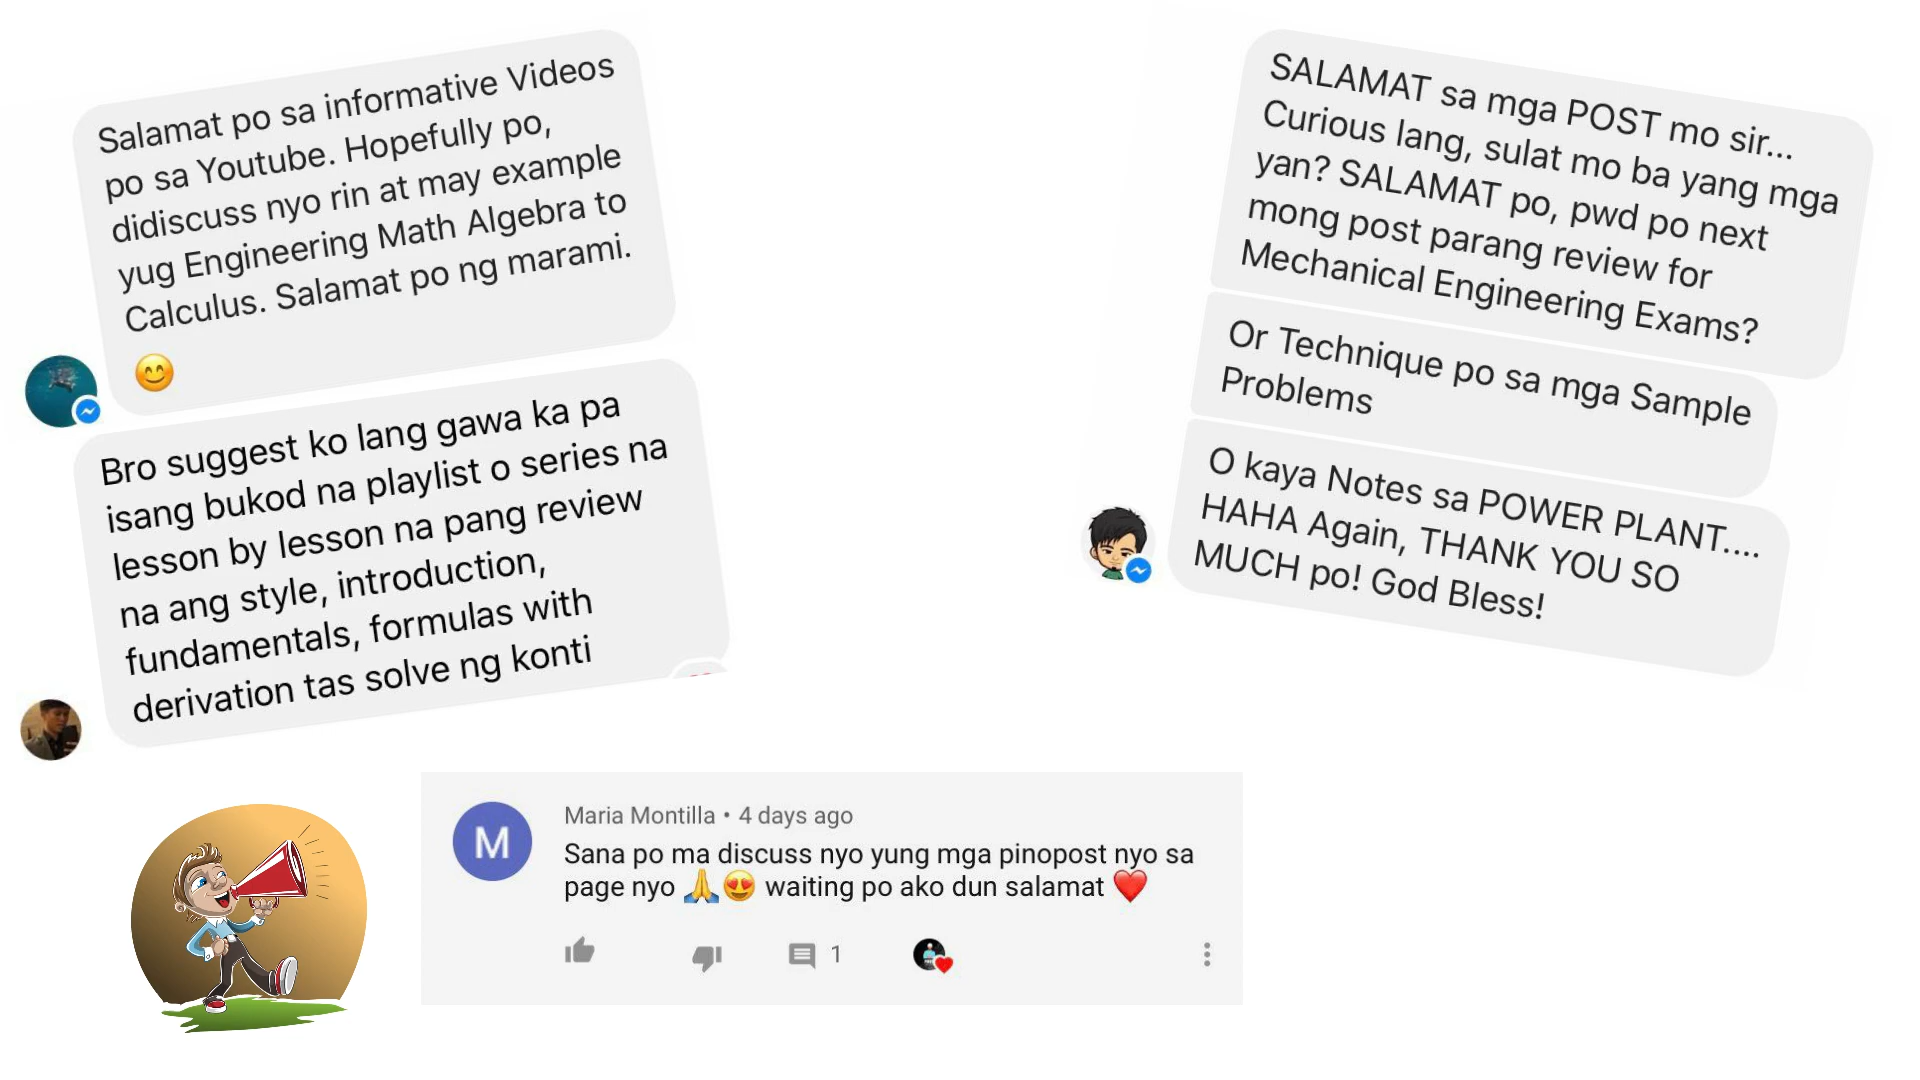 Salamat po sa informative Videos
po sa Youtube. Hopefully po,
didiscuss nyo rin at may example
yug Engineering Math Algebra to
Calculus. Salamat po ng marami.
😊
Bro suggest ko lang gawa ka pa
isang bukod na playlist o series na
lesson by lesson na pang review
na ang style, introduction,
fundamentals, formulas with
derivation tas solve ng konti
SALAMAT sa mga POST mo sir...
Curious lang, sulat mo ba yang mga
yan? SALAMAT po, pwd po next
mong post parang review for
Mechanical Engineering Exams?
Or Technique po sa mga Sample
Problems
O kaya Notes sa POWER PLANT....
HAHA Again, THANK YOU SO
MUCH po! God Bless!
M
Maria Montilla • 4 days ago
Sana po ma discuss nyo yung mga pinopost nyo sa
page nyo 🙏😍 waiting po ako dun salamat ❤️
1